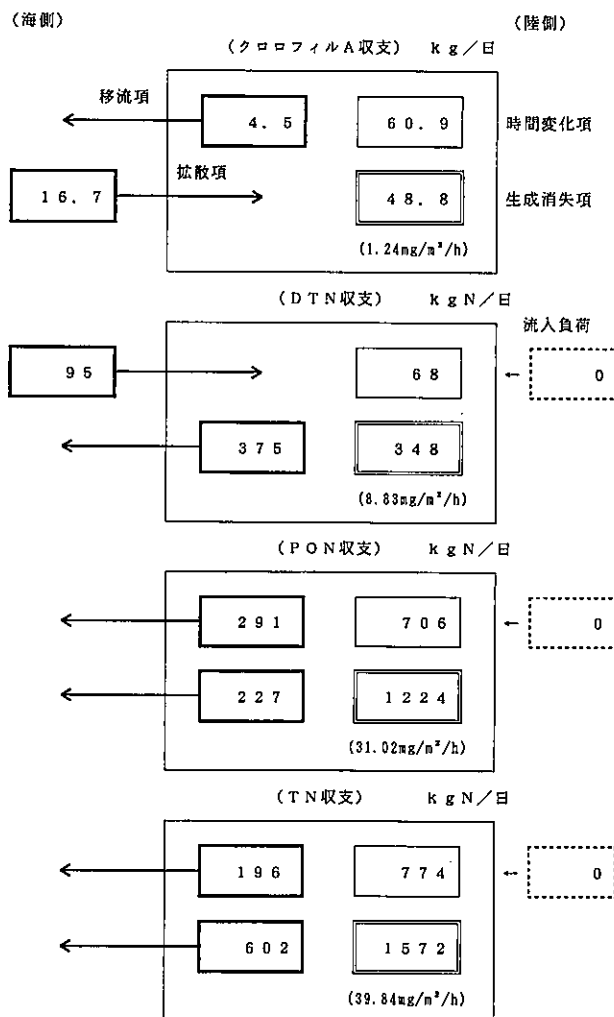 (海側)
(陸側)
(クロロフィルA収支) kg/日
移流項
4.5
60.9
時間変化項
拡散項
16.7
48.8
生成消失項
(1.24mg/m²/h)
(DTN収支) kgN/日
流入負荷
95
68
←
0
375
348
(8.83mg/m²/h)
(PON収支) kgN/日
291
706
←
0
227
1224
(31.02mg/m²/h)
(TN収支) kgN/日
196
774
←
0
602
1572
(39.84mg/m²/h)